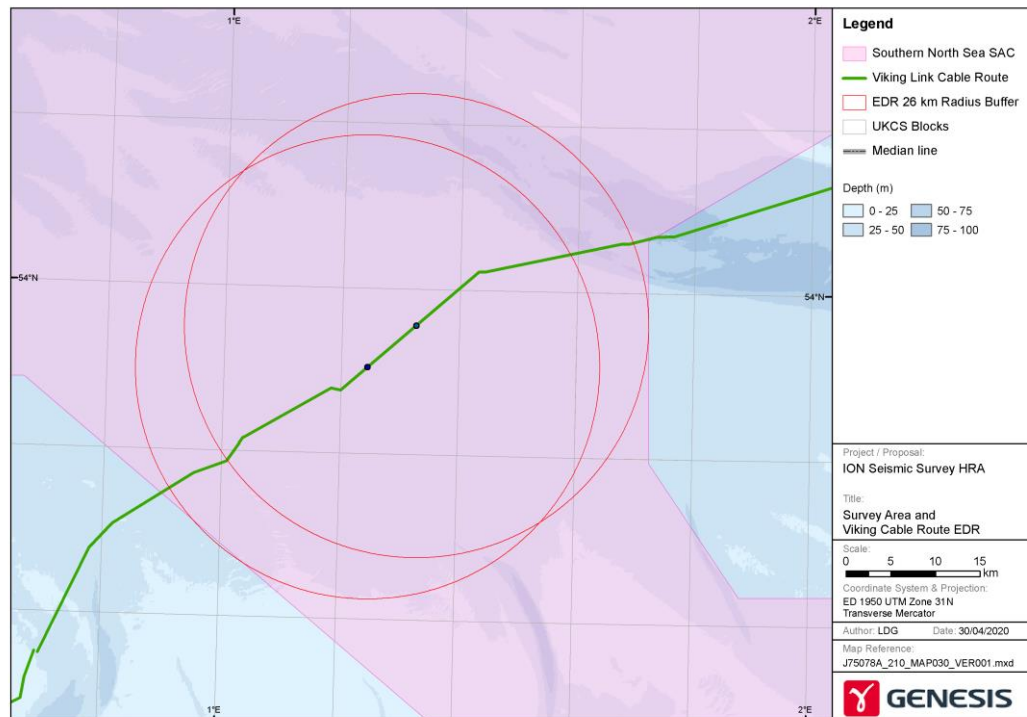 1°E
2°E
54°N
54°N
1°E
2°E
Legend
Southern North Sea SAC
Viking Link Cable Route
EDR 26 km Radius Buffer
UKCS Blocks
Median line
Depth (m)
0 - 25
50 - 75
25 - 50
75 - 100
Project / Proposal:
ION Seismic Survey HRA
Title:
Survey Area and
Viking Cable Route EDR
Scale:
0 5 10 15
km
Coordinate System & Projection:
ED 1950 UTM Zone 31N
Transverse Mercator
Author: LDG Date: 30/04/2020
Map Reference:
J75078A_210_MAP030_VER001.mxd
GENESIS